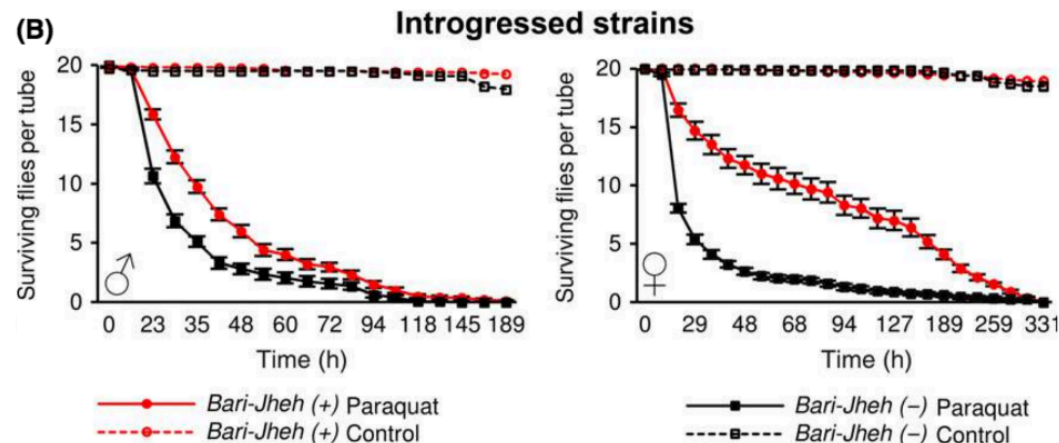 (B)
Introgressed strains
Surviving flies per tube
20
15
10
5
0
♂
0 23 35 48 60 72 94 118 145 189
Time (h)
Surviving flies per tube
20
15
10
5
0
♀
0 29 48 68 94 127 189 259 331
Time (h)
Bari-Jheh (+) Paraquat
Bari-Jheh (+) Control
Bari-Jheh (−) Paraquat
Bari-Jheh (−) Control